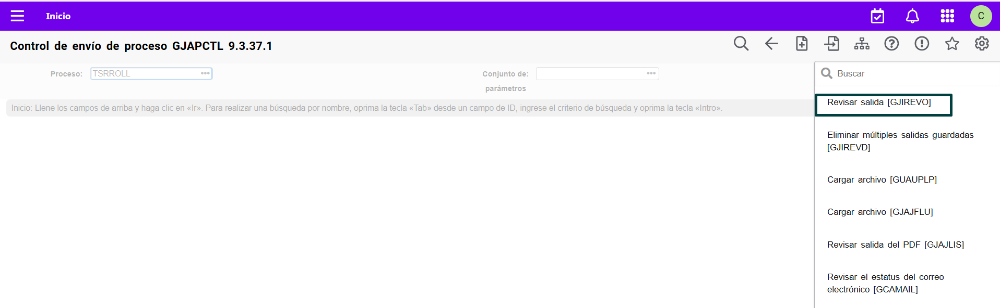 Inicio
C
Control de envío de proceso GJAPCTL 9.3.37.1
Proceso: TSRROLL
Conjunto de:
parámetros
Inicio: Llene los campos de arriba y haga clic en «Ir». Para realizar una búsqueda por nombre, oprima la tecla «Tab» desde un campo de ID, ingrese el criterio de búsqueda y oprima la tecla «Intro».
Buscar
Revisar salida [GJIREVO]
Eliminar múltiples salidas guardadas
[GJIREVD]
Cargar archivo [GUAUPLP]
Cargar archivo [GJAJFLU]
Revisar salida del PDF [GJAJLIS]
Revisar el estatus del correo
electrónico [GCAMAIL]